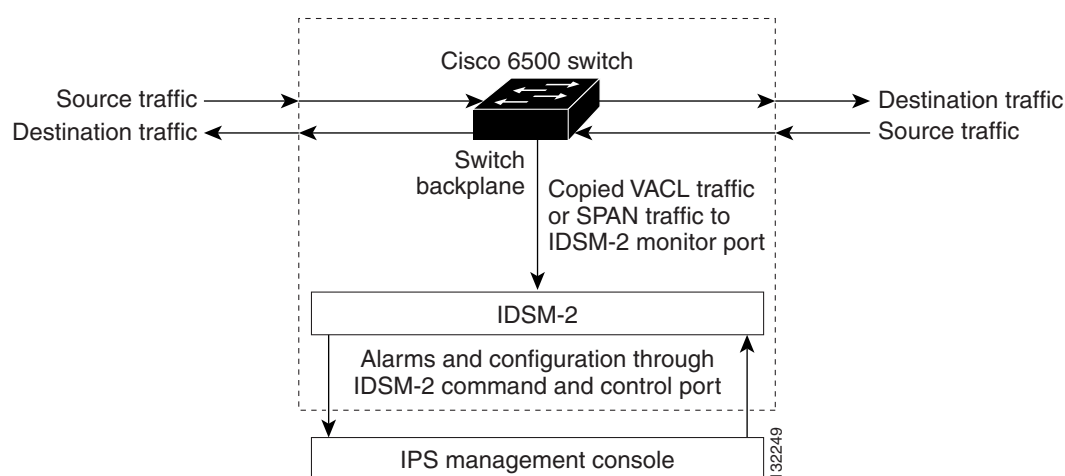 Cisco 6500 switch
Source traffic
Destination traffic
Destination traffic
Source traffic
Switch
backplane
Copied VACL traffic
or SPAN traffic to
IDSM-2 monitor port
IDSM-2
Alarms and configuration through
IDSM-2 command and control port
IPS management console
132249